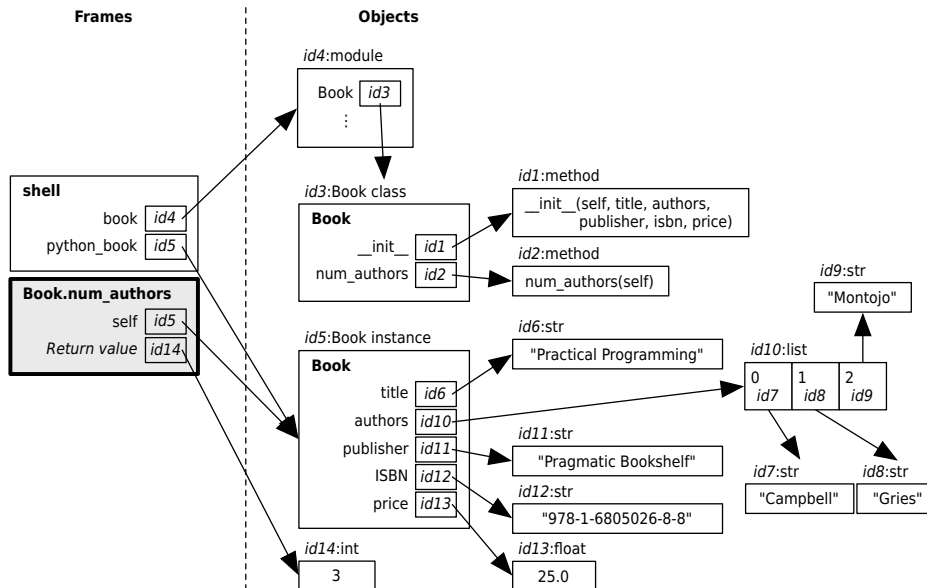 Frames
Objects
id4:module
Book id3
⋮
shell
book id4
python_book id5
Book.num_authors
self id5
Return value id14
id3:Book class
Book
__init__ id1
num_authors id2
id1:method
__init__(self, title, authors,
publisher, isbn, price)
id2:method
num_authors(self)
id5:Book instance
Book
title id6
authors id10
publisher id11
ISBN id12
price id13
id6:str
"Practical Programming"
id9:str
"Montojo"
id10:list
0 1 2
id7 id8 id9
id11:str
"Pragmatic Bookshelf"
id7:str
"Campbell"
id8:str
"Gries"
id12:str
"978-1-6805026-8-8"
id14:int
3
id13:float
25.0